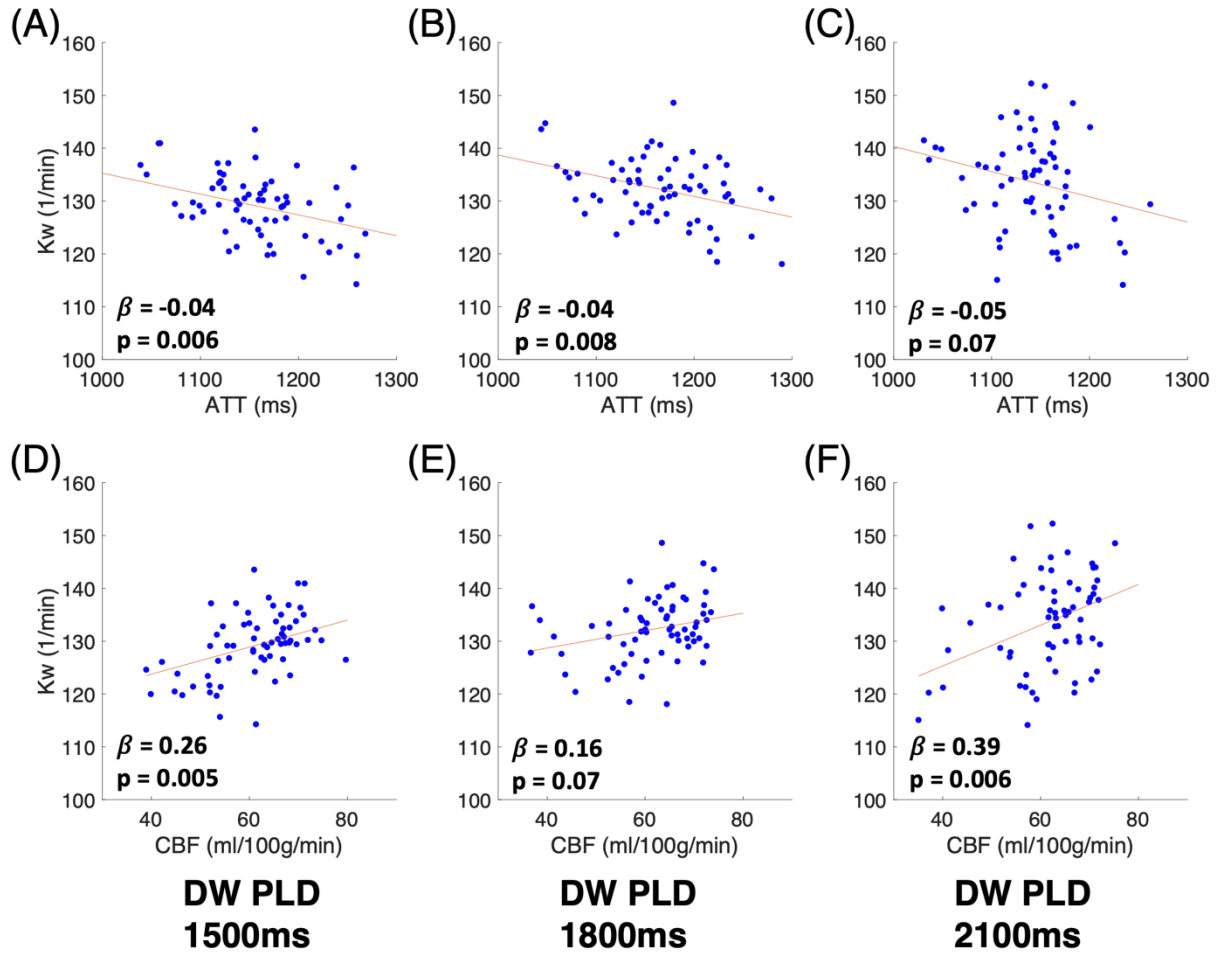 (A) (B) (C)
160 160 160
150 150 150
140 140 140
130 130 130
120 120 120
110 110 110
100 100 100
Kw (1/min)
β = -0.04 β = -0.04 β = -0.05
p = 0.006 p = 0.008 p = 0.07
1000 1100 1200 1300 1000 1100 1200 1300 1000 1100 1200 1300
ATT (ms) ATT (ms) ATT (ms)
(D) (E) (F)
160 160 160
150 150 150
140 140 140
130 130 130
120 120 120
110 110 110
100 100 100
Kw (1/min)
β = 0.26 β = 0.16 β = 0.39
p = 0.005 p = 0.07 p = 0.006
40 60 80 40 60 80 40 60 80
CBF (ml/100g/min) CBF (ml/100g/min) CBF (ml/100g/min)
DW PLD DW PLD DW PLD
1500ms 1800ms 2100ms